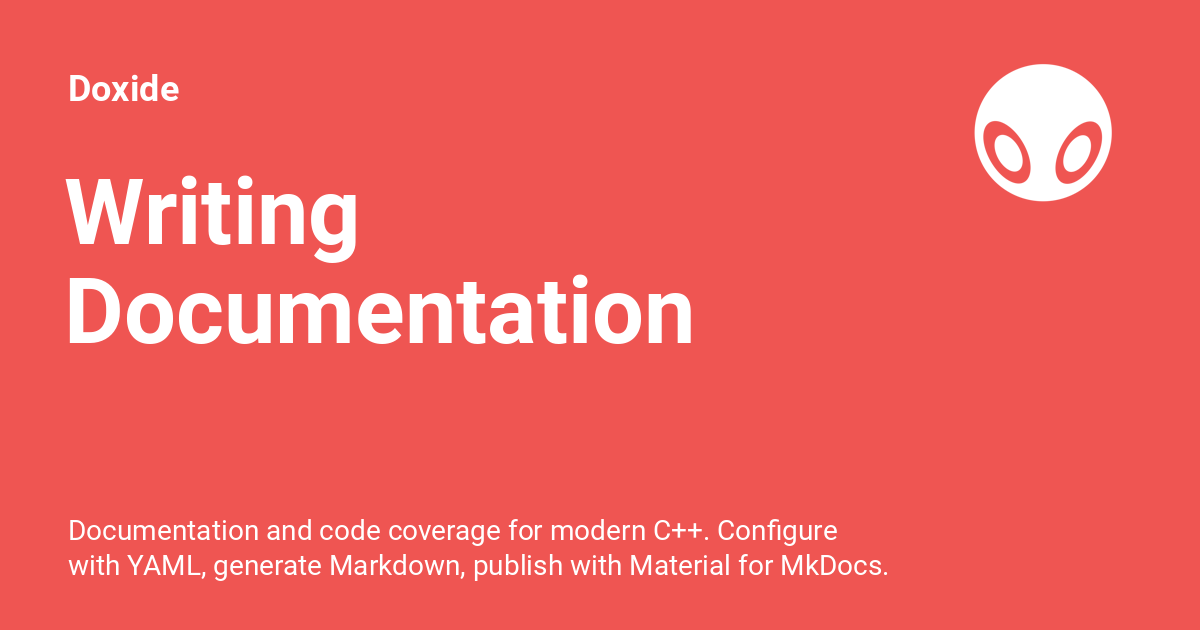 Doxide
Writing
Documentation
Documentation and code coverage for modern C++. Configure
with YAML, generate Markdown, publish with Material for MkDocs.